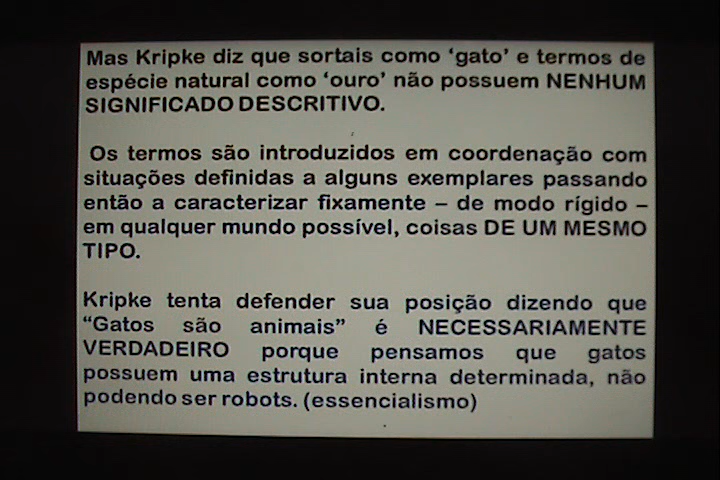 Mas Kripke diz que sortais como ‘gato’ e termos de
espécie natural como ‘ouro’ não possuem NENHUM
SIGNIFICADO DESCRITIVO.
Os termos são introduzidos em coordenação com
situações definidas a alguns exemplares passando
então a caracterizar fixamente – de modo rígido –
em qualquer mundo possível, coisas DE UM MESMO
TIPO.
Kripke tenta defender sua posição dizendo que
“Gatos são animais” é NECESSARIAMENTE
VERDADEIRO porque pensamos que gatos
possuem uma estrutura interna determinada, não
podendo ser robots. (essencialismo)